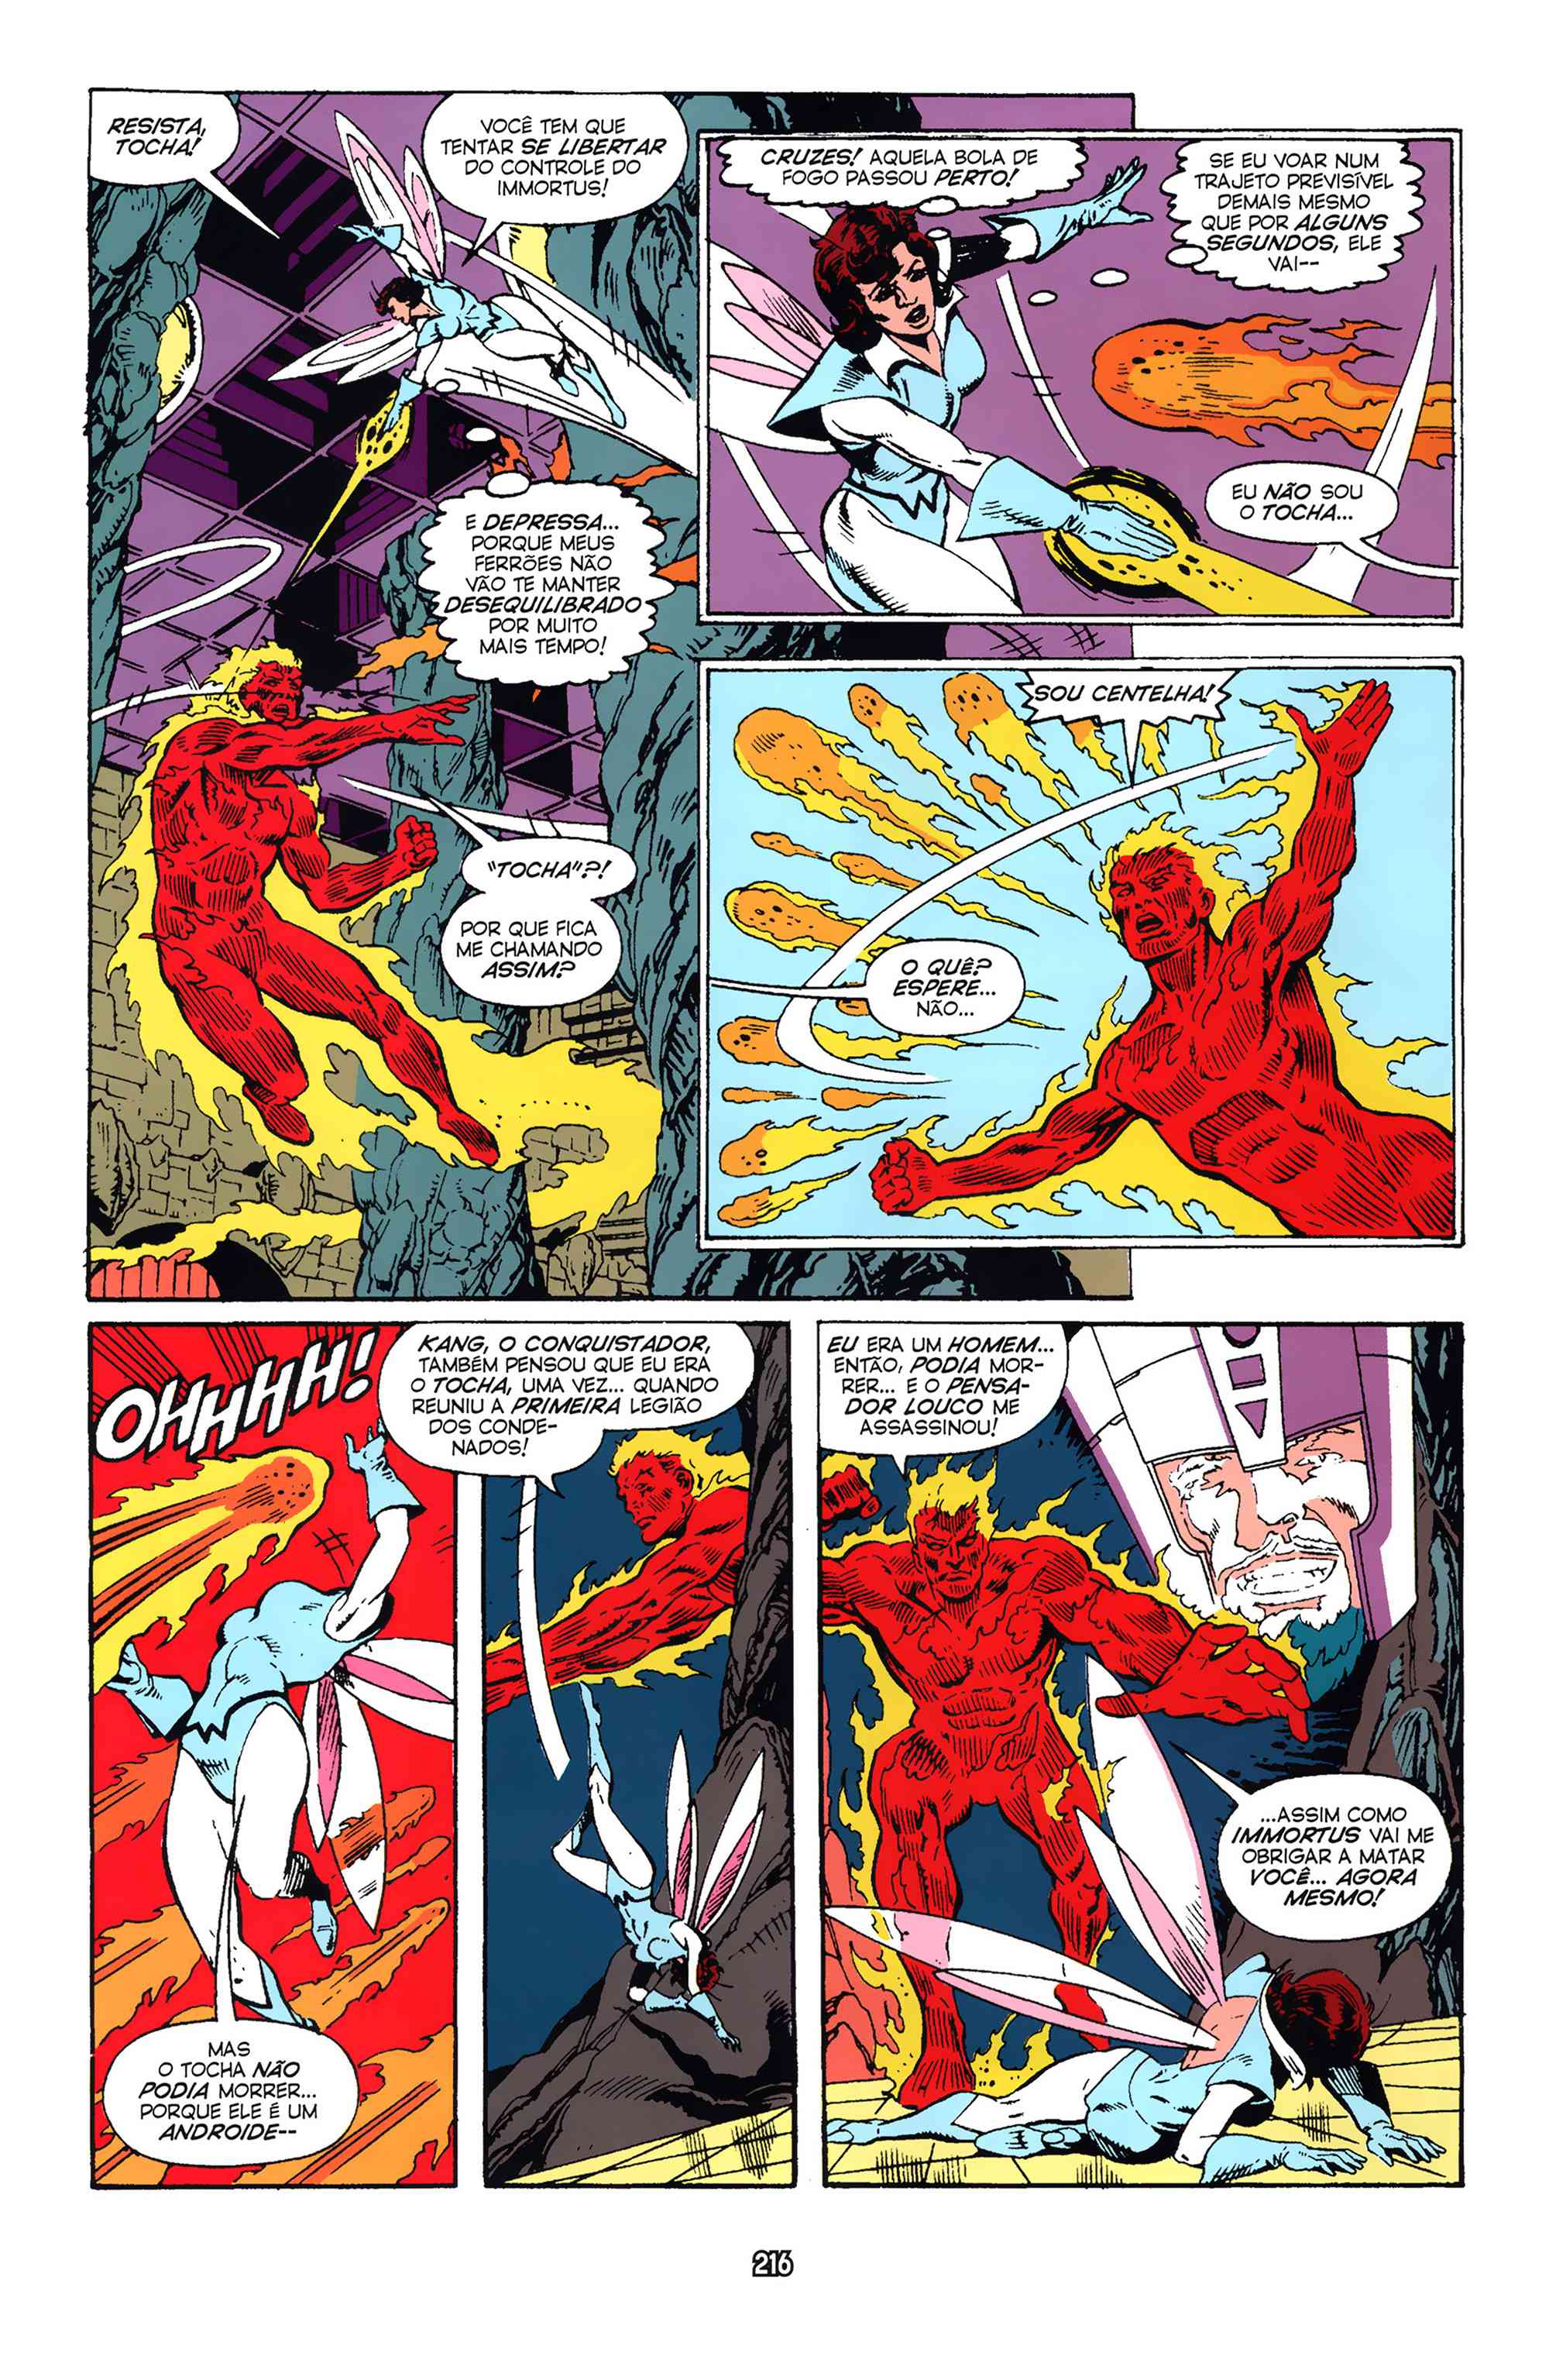 RESISTA,
TOCHA!
VOCÊ TEM QUE
TENTAR SE LIBERTAR
DO CONTROLE DO
IMMORTUS!
E DEPRESSA...
PORQUE MEUS
FERRÕES NÃO
VÃO TE MANTER
DESEQUILIBRADO
POR MUITO
MAIS TEMPO!
"TOCHA"?!
POR QUE FICA
ME CHAMANDO
ASSIM?
CRUZES! AQUELA BOLA DE
FOGO PASSOU PERTO!
SE EU VOAR NUM
TRAJETO PREVISÍVEL
DEMAIS MESMO
QUE POR ALGUNS
SEGUNDOS, ELE
VAI--
EU NÃO SOU
O TOCHA...
SOU CENTELHA!
O QUÊ?
ESPERE...
NÃO...
OHHHH!
MAS
O TOCHA NÃO
PODIA MORRER...
PORQUE ELE É UM
ANDROIDE--
KANG, O CONQUISTADOR,
TAMBÉM PENSOU QUE EU ERA
O TOCHA, UMA VEZ... QUANDO
REUNIU A PRIMEIRA LEGIÃO
DOS CONDE-
NADOS!
EU ERA UM HOMEM...
ENTÃO, PODIA MOR-
RER... E O PENSA-
DOR LOUCO ME
ASSASSINOU!
...ASSIM COMO
IMMORTUS VAI ME
OBRIGAR A MATAR
VOCÊ... AGORA
MESMO!
216